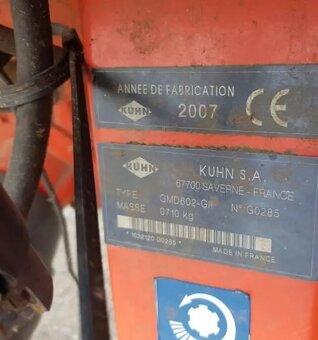 ANNEE DE FABRICATION
KUHN 2007 CE
KUHN KUHN S.A.
67700 SAVERNE - FRANCE
TYPE GMD802-GII N° G0285
MASSE 0710 kg
MADE IN FRANCE